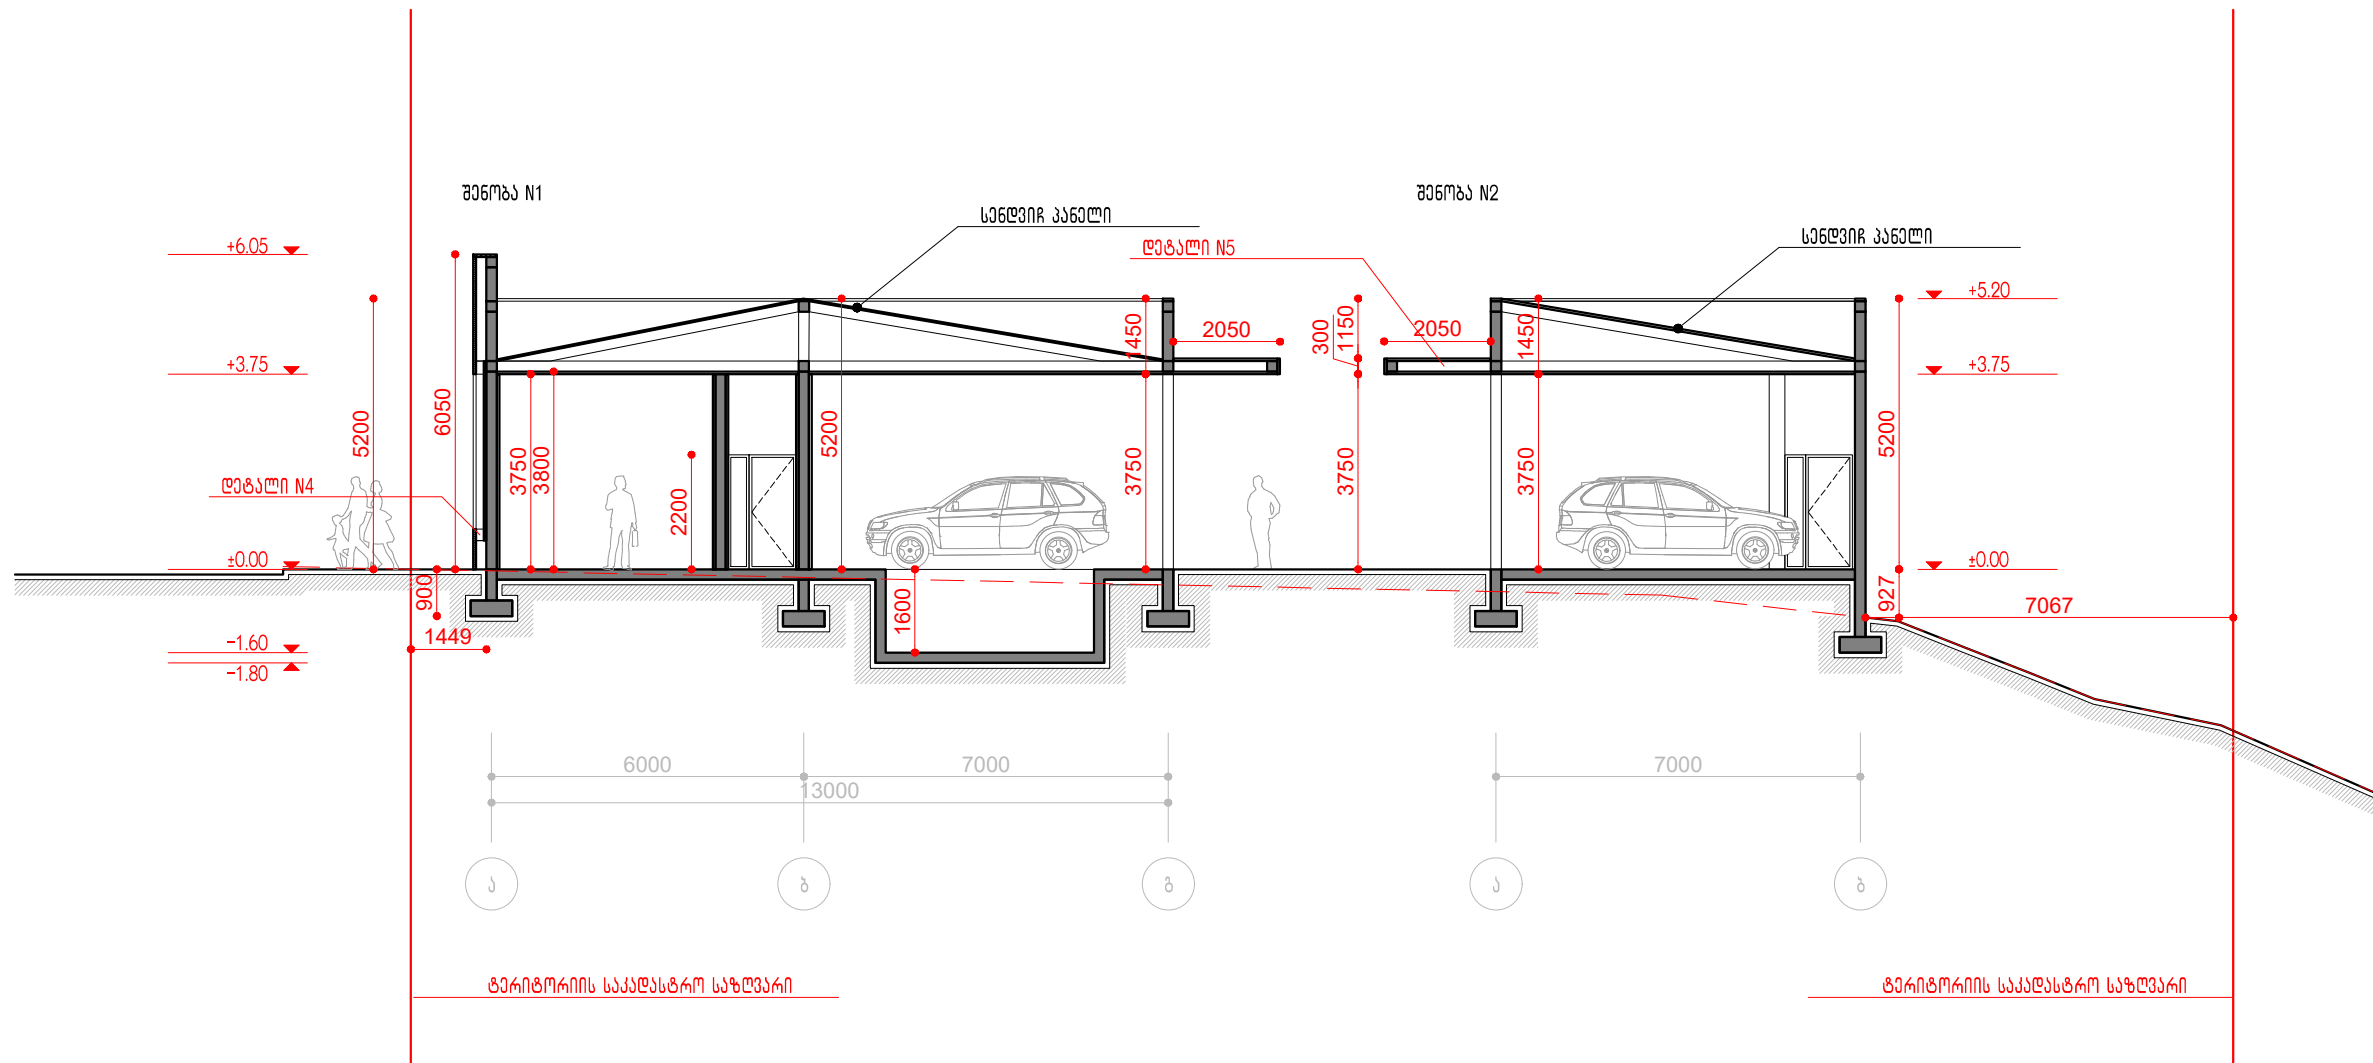 შენობა N1
შენობა N2
სენდვიჩ პანელი
სენდვიჩ პანელი
დეტალი N5
+6.05
+5.20
+3.75
+3.75
2050
2050
1450
300
1150
1450
5200
6050
3750
3800
5200
3750
3750
3750
5200
2200
დეტალი N4
±0.00
±0.00
900
1600
927
7067
1449
-1.60
-1.80
6000
7000
7000
13000
ა
ბ
გ
ა
ბ
ტერიტორიის საკადასტრო საზღვარი
ტერიტორიის საკადასტრო საზღვარი